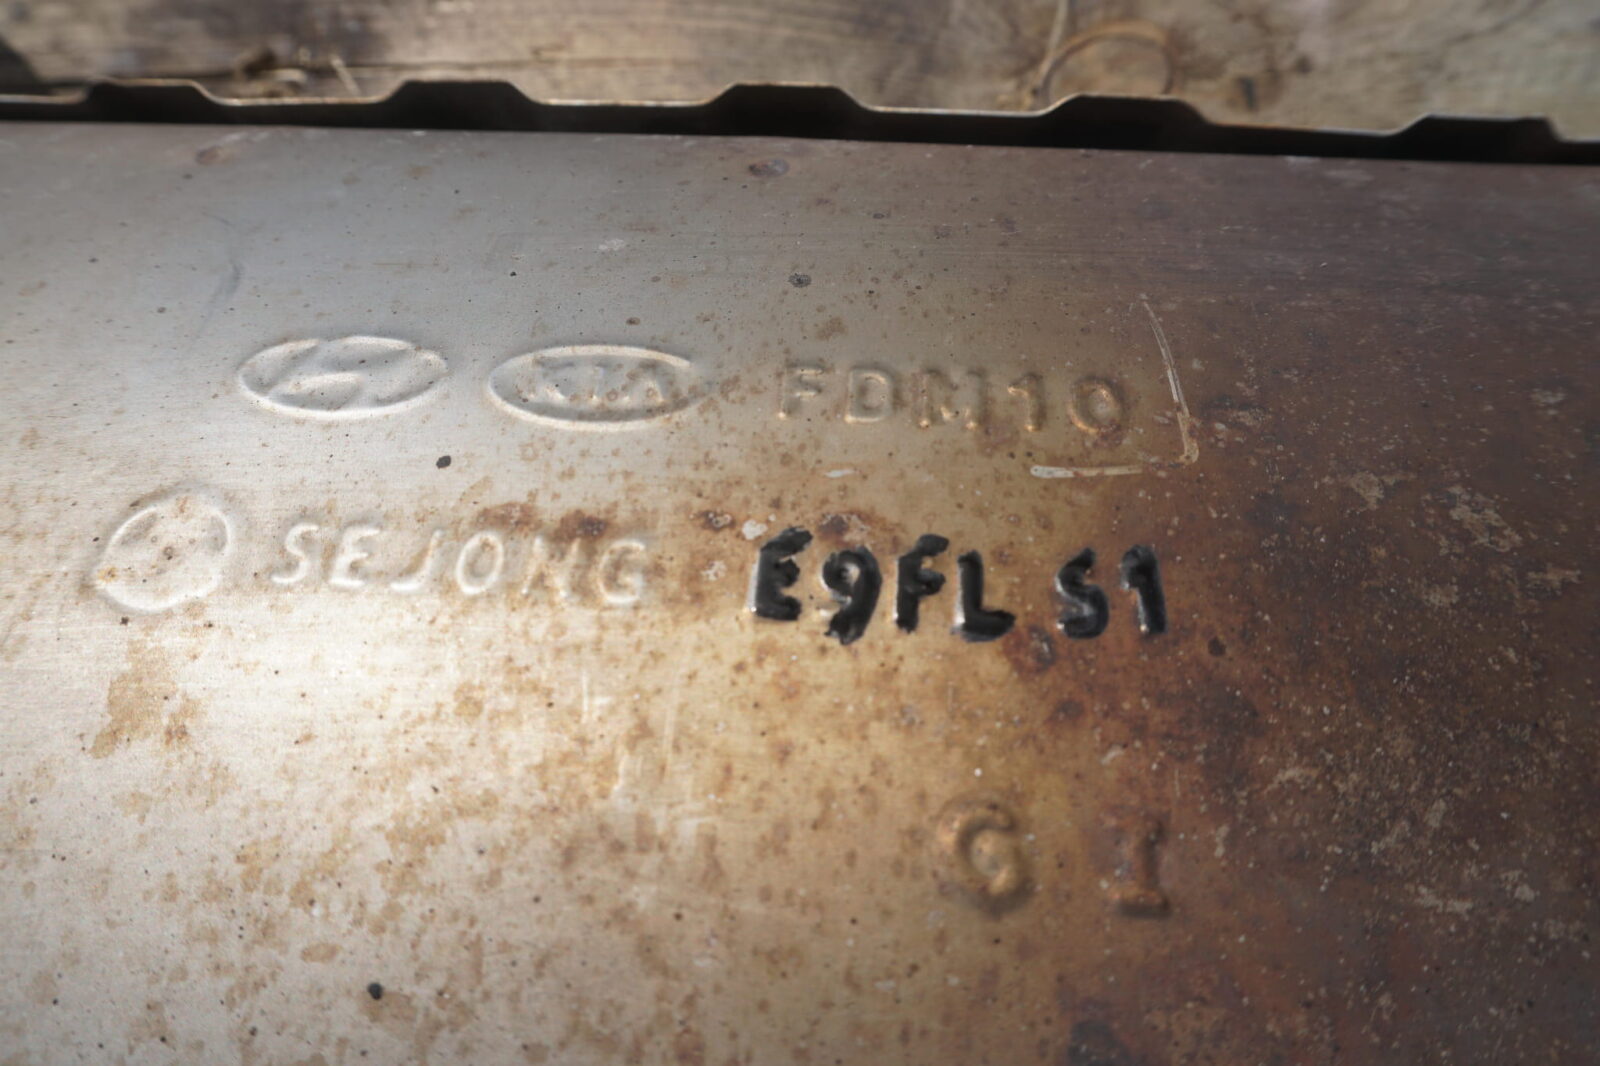 KIA FDM10
SEJONG E9FL S1
G I